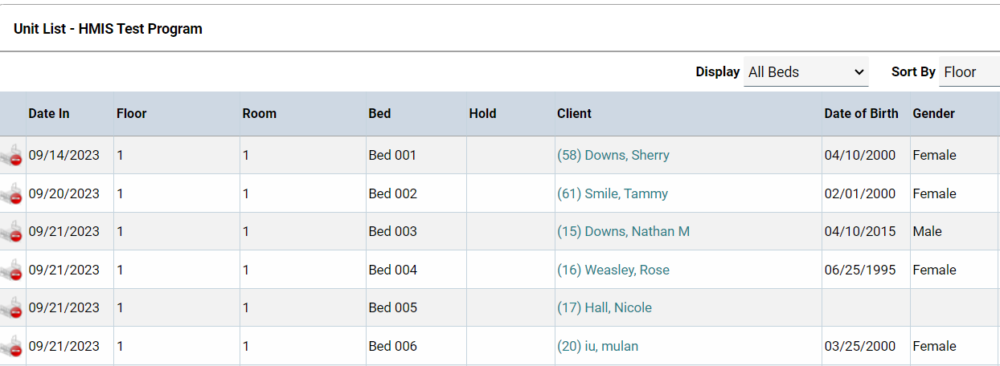 Unit List - HMIS Test Program
Display All Beds Sort By Floor
Date In Floor Room Bed Hold Client Date of Birth Gender
09/14/2023 1 1 Bed 001 (58) Downs, Sherry 04/10/2000 Female
09/20/2023 1 1 Bed 002 (61) Smile, Tammy 02/01/2000 Female
09/21/2023 1 1 Bed 003 (15) Downs, Nathan M 04/10/2015 Male
09/21/2023 1 1 Bed 004 (16) Weasley, Rose 06/25/1995 Female
09/21/2023 1 1 Bed 005 (17) Hall, Nicole
09/21/2023 1 1 Bed 006 (20) iu, mulan 03/25/2000 Female